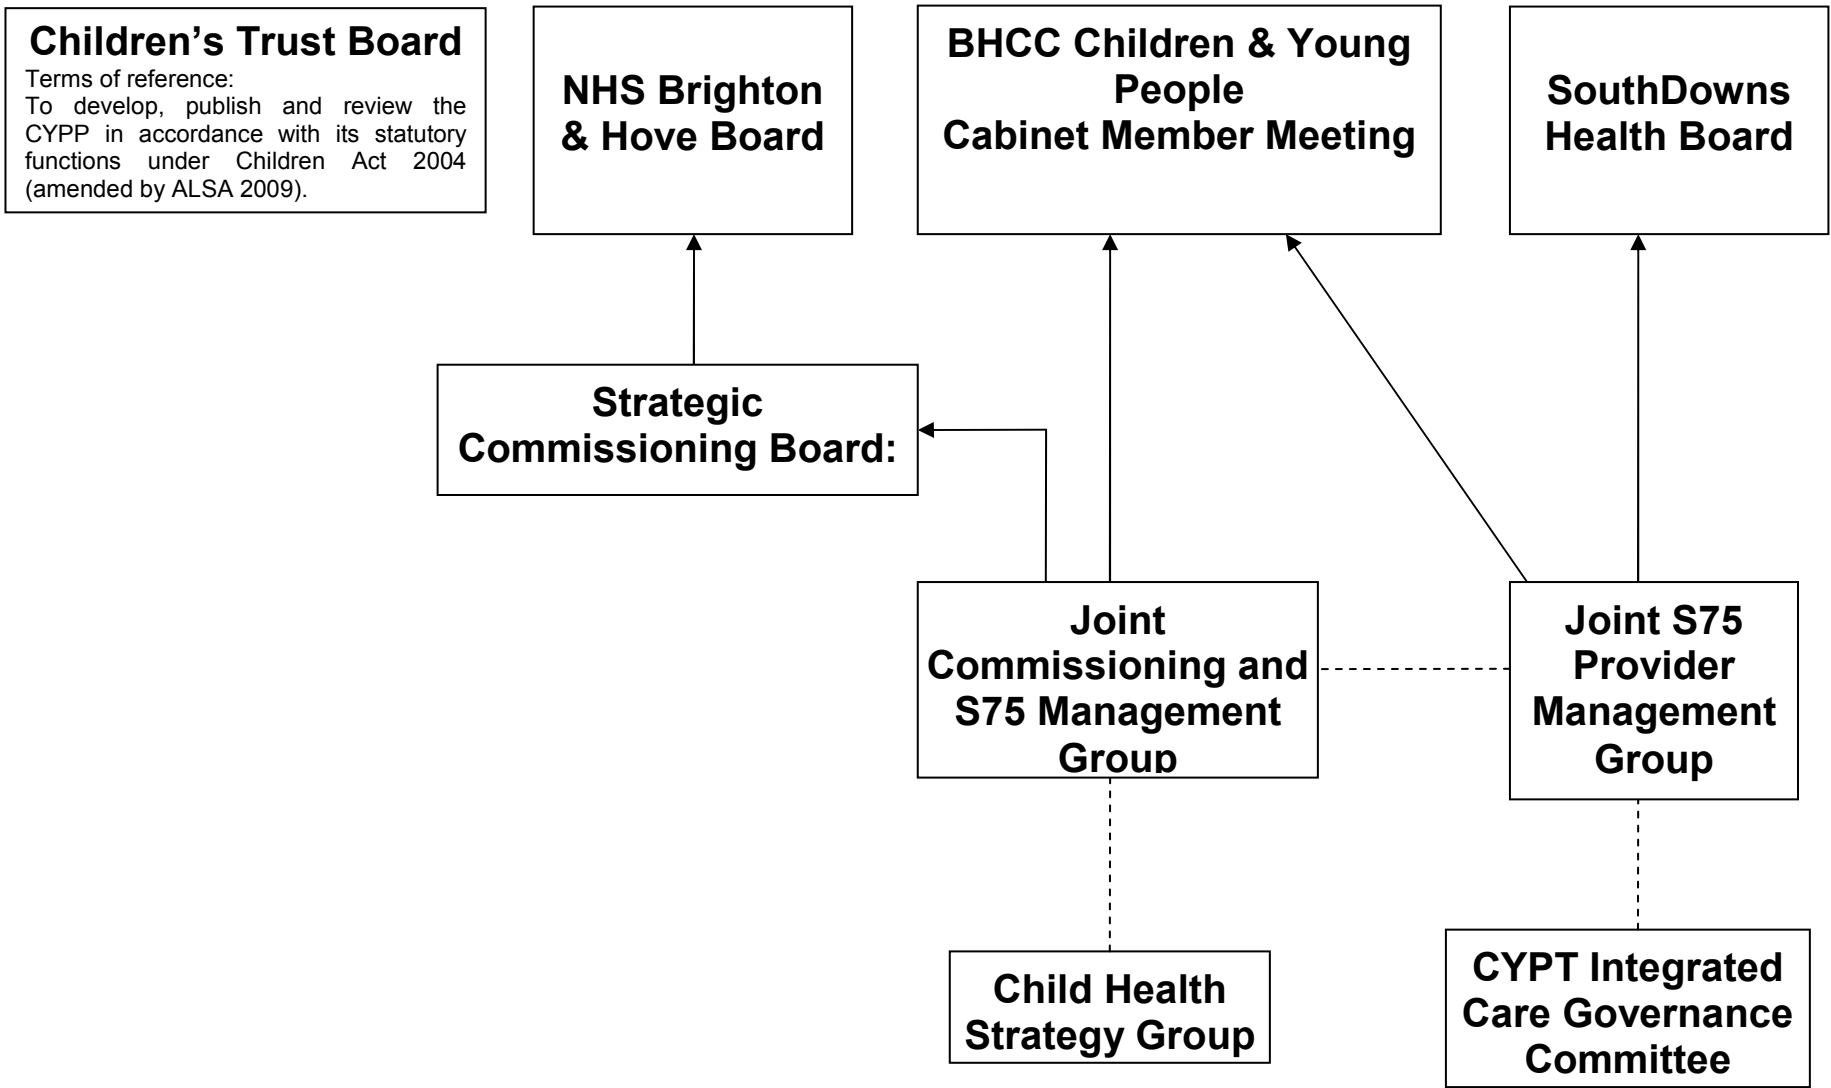 Children’s Trust Board
Terms of reference:
To develop, publish and review the
CYPP in accordance with its statutory
functions under Children Act 2004
(amended by ALSA 2009).
NHS Brighton
& Hove Board
BHCC Children & Young
People
Cabinet Member Meeting
SouthDowns
Health Board
Strategic
Commissioning Board:
Joint
Commissioning and
S75 Management
Group
Joint S75
Provider
Management
Group
Child Health
Strategy Group
CYPT Integrated
Care Governance
Committee